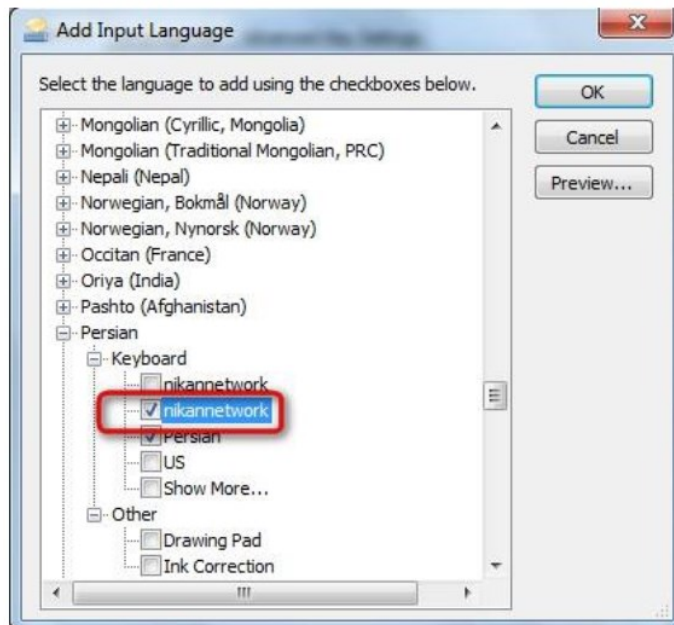 Add Input Language
Select the language to add using the checkboxes below.
OK
Cancel
Preview...
Mongolian (Cyrillic, Mongolia)
Mongolian (Traditional Mongolian, PRC)
Nepali (Nepal)
Norwegian, Bokmål (Norway)
Norwegian, Nynorsk (Norway)
Occitan (France)
Oriya (India)
Pashto (Afghanistan)
Persian
Keyboard
nikannetwork
nikannetwork
Persian
US
Show More...
Other
Drawing Pad
Ink Correction